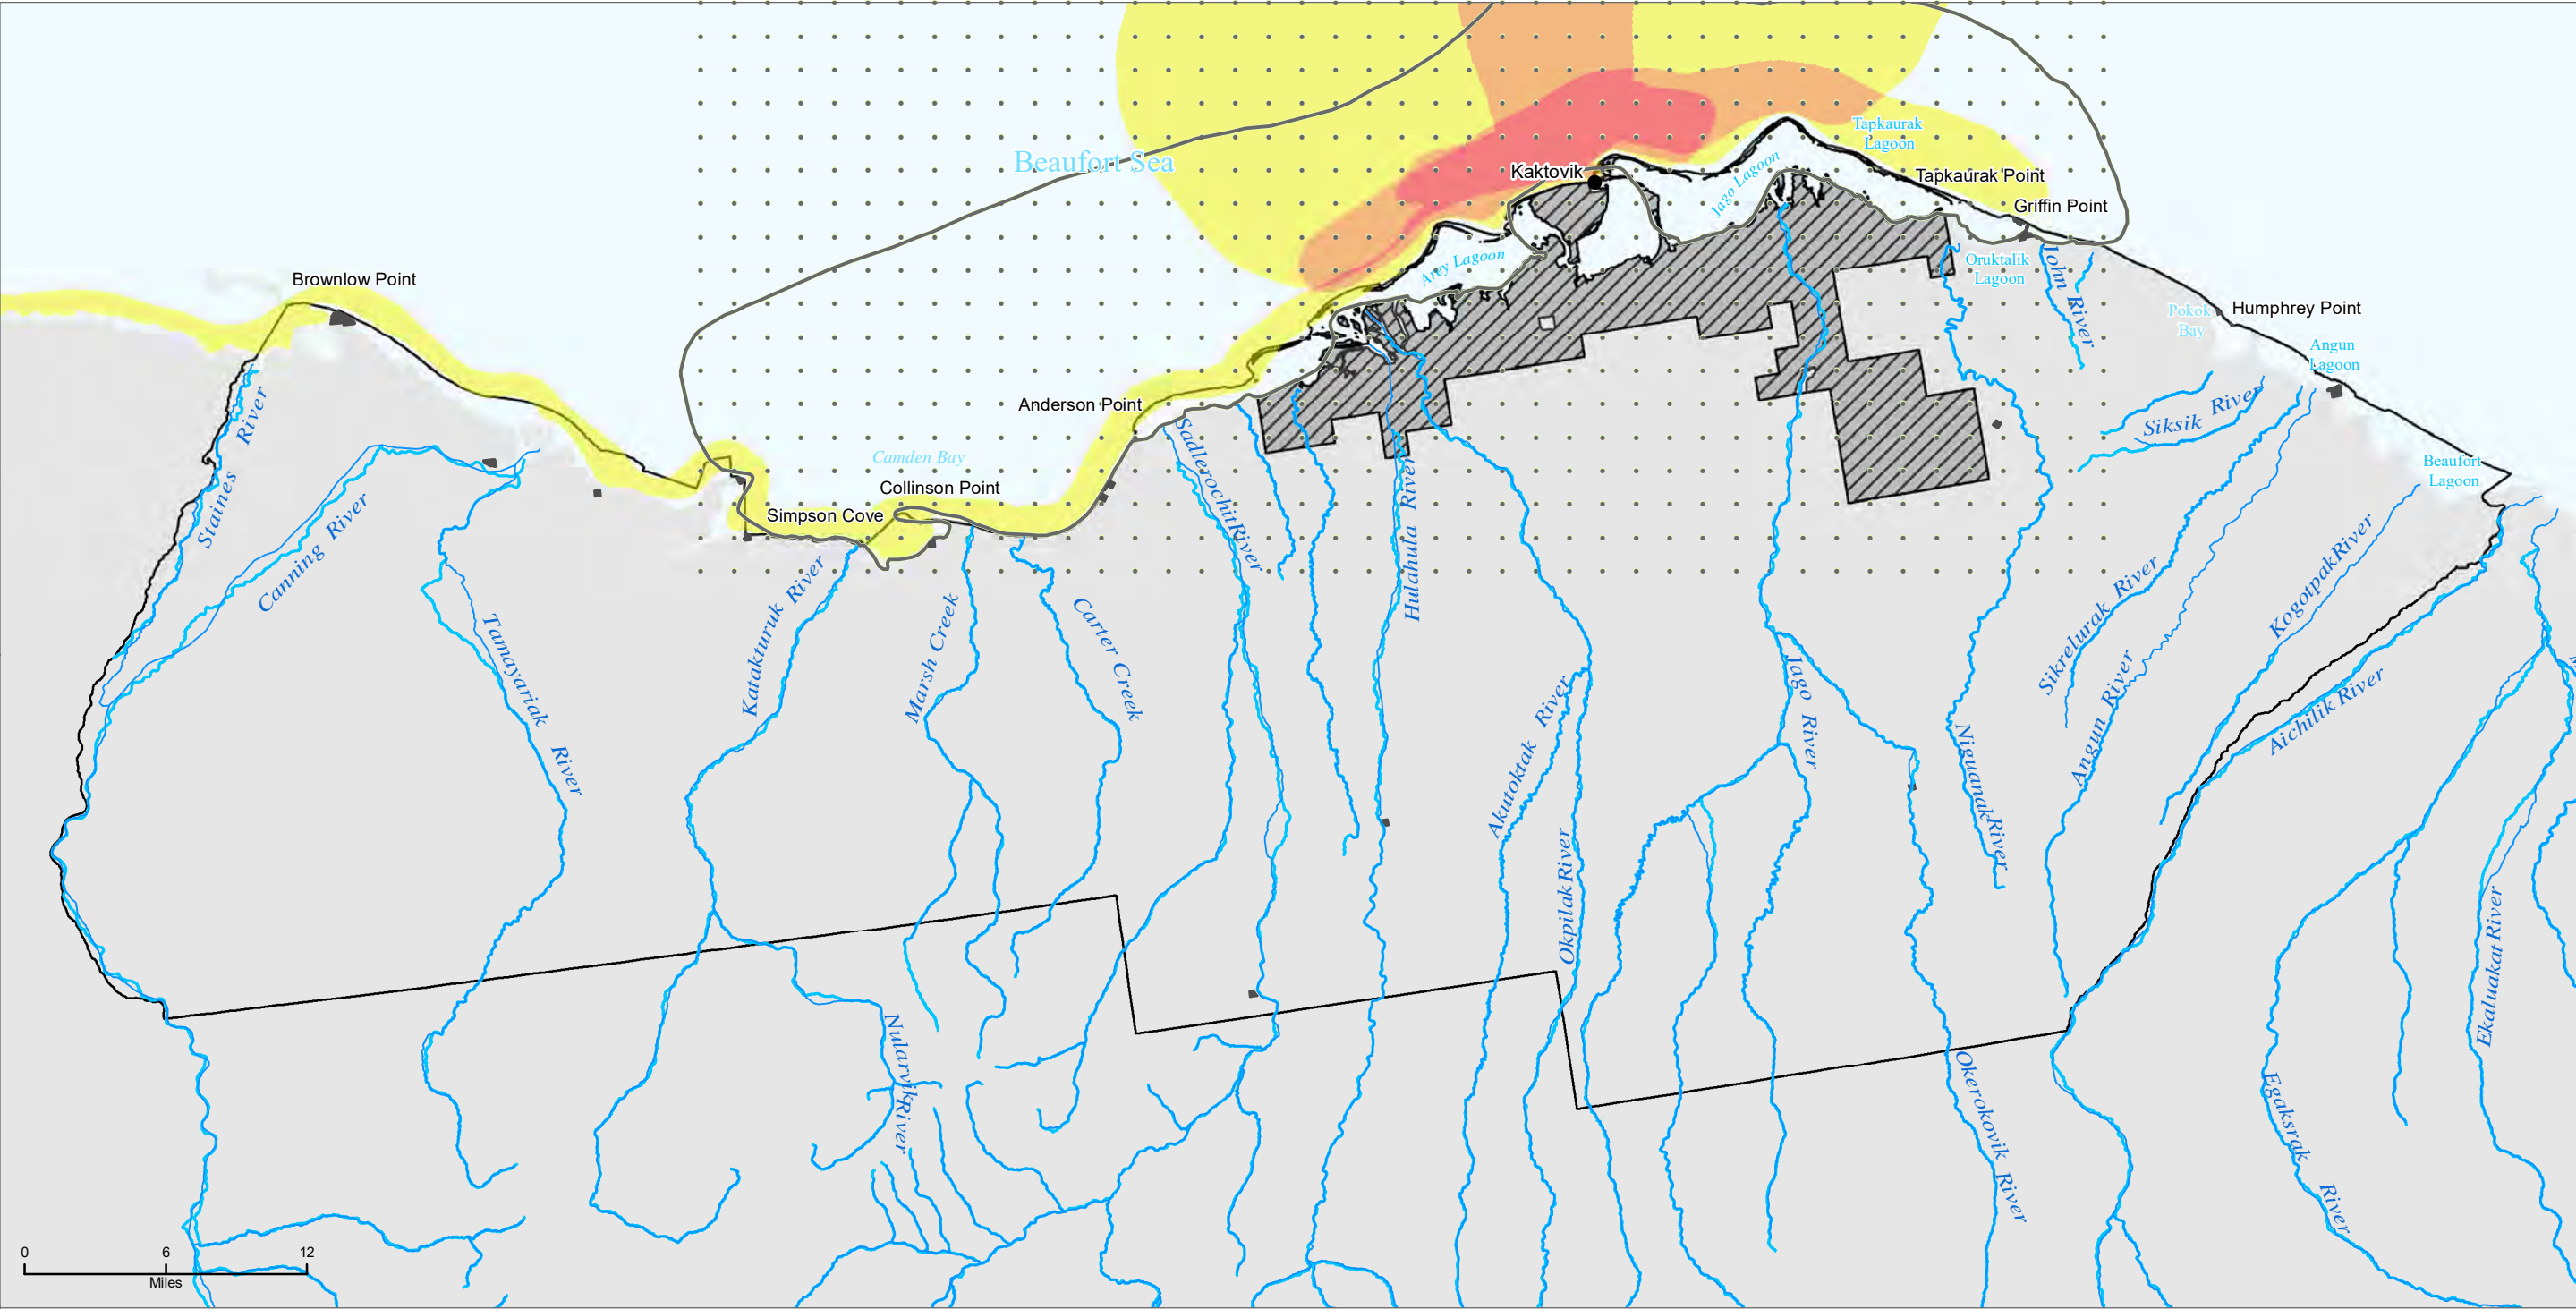 Beaufort Sea
Tapkaurak
Lagoon
Kaktovik
Jago Lagoon
Tapkaurak Point
Griffin Point
Arey Lagoon
Oruktalik
Lagoon
John River
Brownlow Point
Pokok
Bay
Humphrey Point
Angun
Lagoon
Staines River
Anderson Point
Siksik River
Camden Bay
Collinson Point
Simpson Cove
Sadlerochit River
Hulahula River
Beaufort
Lagoon
Canning River
Tamayariak River
Katakturuk River
Marsh Creek
Carter Creek
Akutoktak River
Okpilak River
Jago River
Niguanak River
Sikrelurak River
Angun River
Kogotpak River
Aichilik River
Nularvik River
Okerokovik River
Egaksrak River
Ekaluakat River
0 6 12
Miles